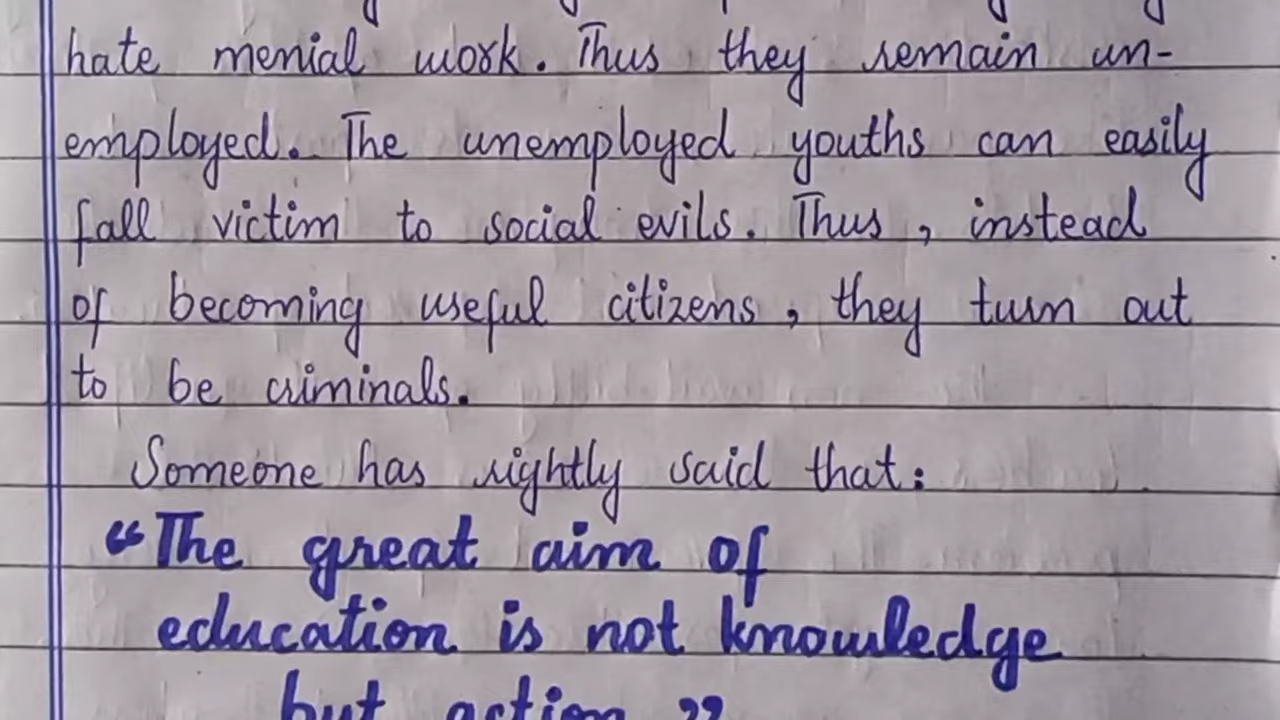 hate menial work. Thus they remain un-
employed. The unemployed youths can easily
fall victim to social evils. Thus, instead
of becoming useful citizens, they turn out
to be criminals.
Someone has rightly said that:
“The great aim of
education is not knowledge
but action.”